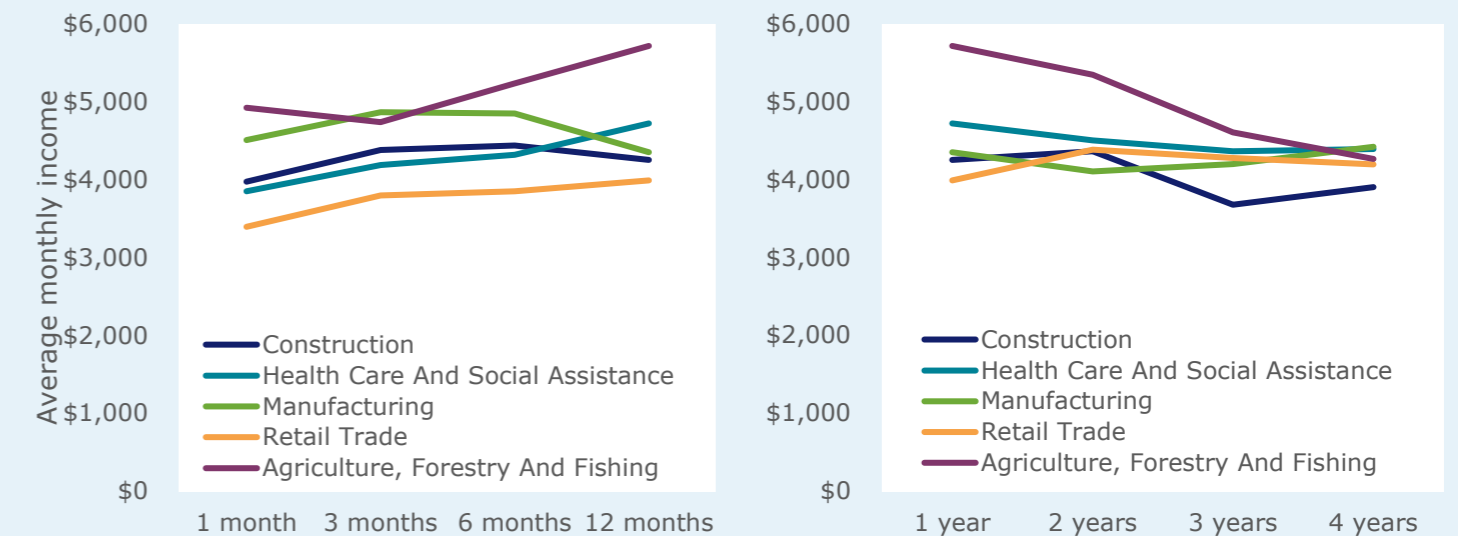 Average monthly income
$6,000
$5,000
$4,000
$3,000
$2,000
$1,000
$0
Construction
Health Care And Social Assistance
Manufacturing
Retail Trade
Agriculture, Forestry And Fishing
1 month 3 months 6 months 12 months
$6,000
$5,000
$4,000
$3,000
$2,000
$1,000
$0
Construction
Health Care And Social Assistance
Manufacturing
Retail Trade
Agriculture, Forestry And Fishing
1 year 2 years 3 years 4 years